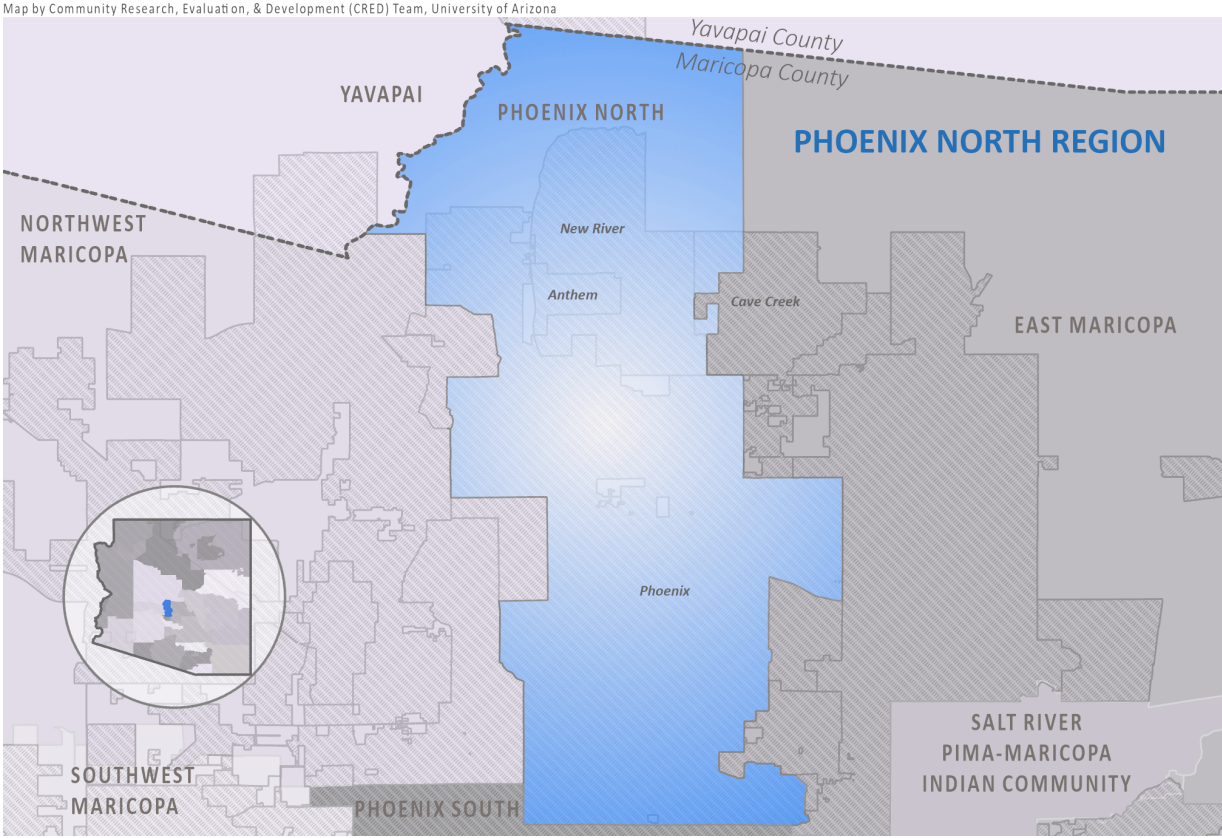 Map by Community Research, Evaluation, & Development (CRED) Team, University of Arizona
Yavapai County
Maricopa County
YAVAPAI
PHOENIX NORTH
PHOENIX NORTH REGION
NORTHWEST
MARICOPA
New River
Anthem
Cave Creek
EAST MARICOPA
Phoenix
SALT RIVER
PIMA-MARICOPA
INDIAN COMMUNITY
SOUTHWEST
MARICOPA
PHOENIX SOUTH